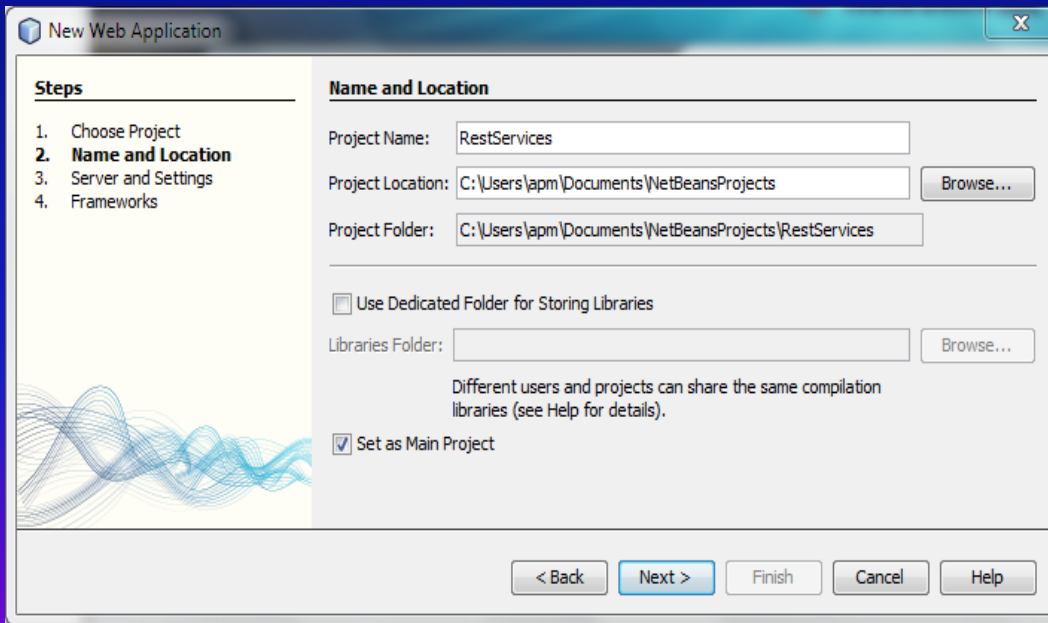 New Web Application
Steps
1. Choose Project
2. Name and Location
3. Server and Settings
4. Frameworks
Name and Location
Project Name: RestServices
Project Location: C:\Users\apm\Documents\NetBeansProjects Browse...
Project Folder: C:\Users\apm\Documents\NetBeansProjects\RestServices
Use Dedicated Folder for Storing Libraries
Libraries Folder: Browse...
Different users and projects can share the same compilation
libraries (see Help for details).
Set as Main Project
< Back Next > Finish Cancel Help